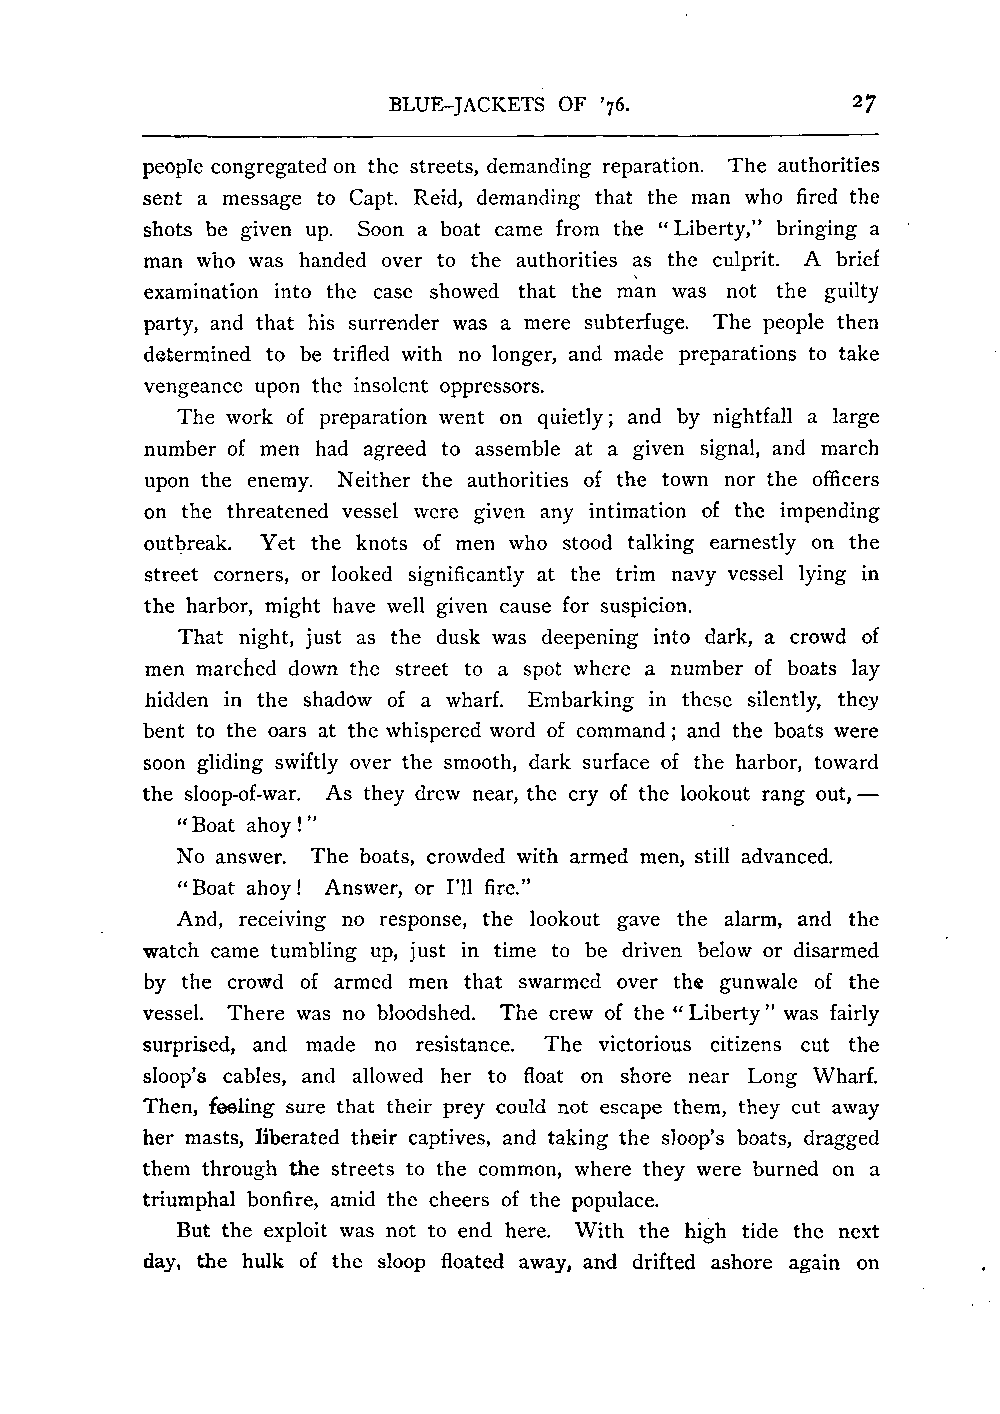 BLUE-JACKETS OF '76. 27
people congregated on the streets, demanding reparation. The authorities
sent a message to Capt. Reid, demanding that the man who fired the
shots be given up. Soon a boat came from the "Liberty," bringing a
man who was handed over to the authorities as the culprit. A brief
examination into the case showed that the man was not the guilty
party, and that his surrender was a mere subterfuge. The people then
determined to be trifled with no longer, and made preparations to take
vengeance upon the insolent oppressors.
The work of preparation went on quietly; and by nightfall a large
number of men had agreed to assemble at a given signal, and march
upon the enemy. Neither the authorities of the town nor the officers
on the threatened vessel were given any intimation of the impending
outbreak. Yet the knots of men who stood talking earnestly on the
street corners, or looked significantly at the trim navy vessel lying in
the harbor, might have well given cause for suspicion.
That night, just as the dusk was deepening into dark, a crowd of
men marched down the street to a spot where a number of boats lay
hidden in the shadow of a wharf. Embarking in these silently, they
bent to the oars at the whispered word of command; and the boats were
soon gliding swiftly over the smooth, dark surface of the harbor, toward
the sloop-of-war. As they drew near, the cry of the lookout rang out,—
"Boat ahoy!"
No answer. The boats, crowded with armed men, still advanced.
"Boat ahoy! Answer, or I'll fire."
And, receiving no response, the lookout gave the alarm, and the
watch came tumbling up, just in time to be driven below or disarmed
by the crowd of armed men that swarmed over the gunwale of the
vessel. There was no bloodshed. The crew of the "Liberty" was fairly
surprised, and made no resistance. The victorious citizens cut the
sloop's cables, and allowed her to float on shore near Long Wharf.
Then, feeling sure that their prey could not escape them, they cut away
her masts, liberated their captives, and taking the sloop's boats, dragged
them through the streets to the common, where they were burned on a
triumphal bonfire, amid the cheers of the populace.
But the exploit was not to end here. With the high tide the next
day, the hulk of the sloop floated away, and drifted ashore again on